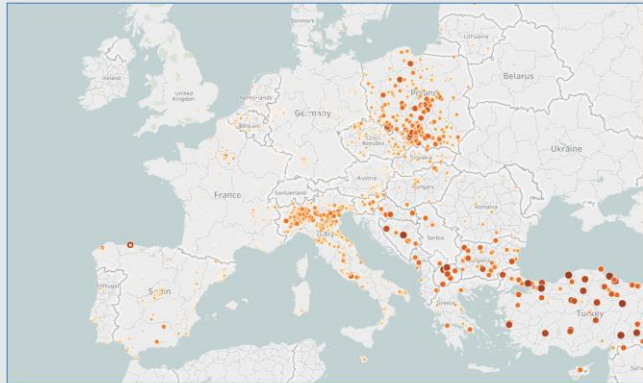 Denmark
Lithuania
Ireland
United
Kingdom
Netherlands
Belarus
Poland
Germany
Belgium
Czech
Republic
Ukraine
Slovakia
Austria
Hungary
France
Switzerland
Romania
Italy
Serbia
Bulgaria
Portugal
Spain
Greece
Turkey